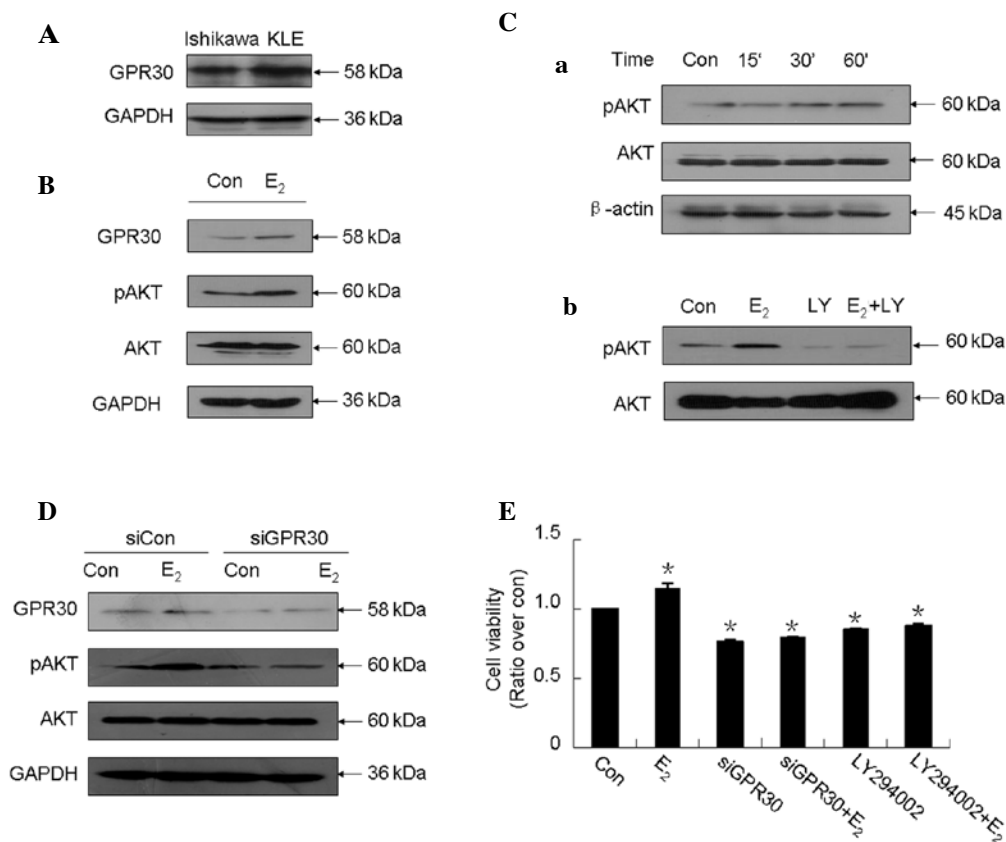 A
Ishikawa KLE
GPR30 58 kDa
GAPDH 36 kDa
B
Con E₂
GPR30 58 kDa
pAKT 60 kDa
AKT 60 kDa
GAPDH 36 kDa
C
a
Time Con 15' 30' 60'
pAKT 60 kDa
AKT 60 kDa
β-actin 45 kDa
b
Con E₂ LY E₂+LY
pAKT 60 kDa
AKT 60 kDa
D
siCon siGPR30
Con E₂ Con E₂
GPR30 58 kDa
pAKT 60 kDa
AKT 60 kDa
GAPDH 36 kDa
E
Cell viability
(Ratio over con)
1.5
1.0
0.5
0
* * * * *
Con
E₂
siGPR30
siGPR30+E₂
LY294002
LY294002+E₂